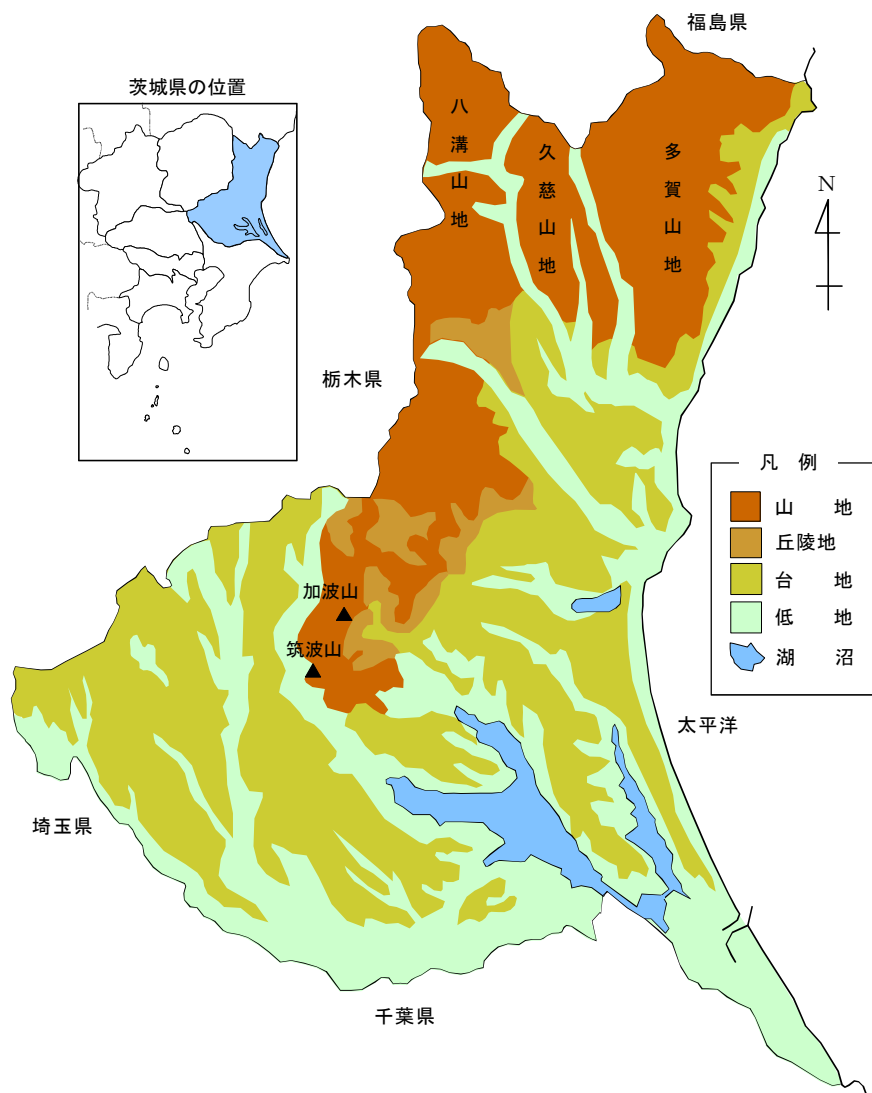 福島県
茨城県の位置
八溝山地
久慈山地
多賀山地
N
栃木県
凡 例
山 地
丘陵地
台 地
低 地
湖 沼
加波山
筑波山
太平洋
埼玉県
千葉県